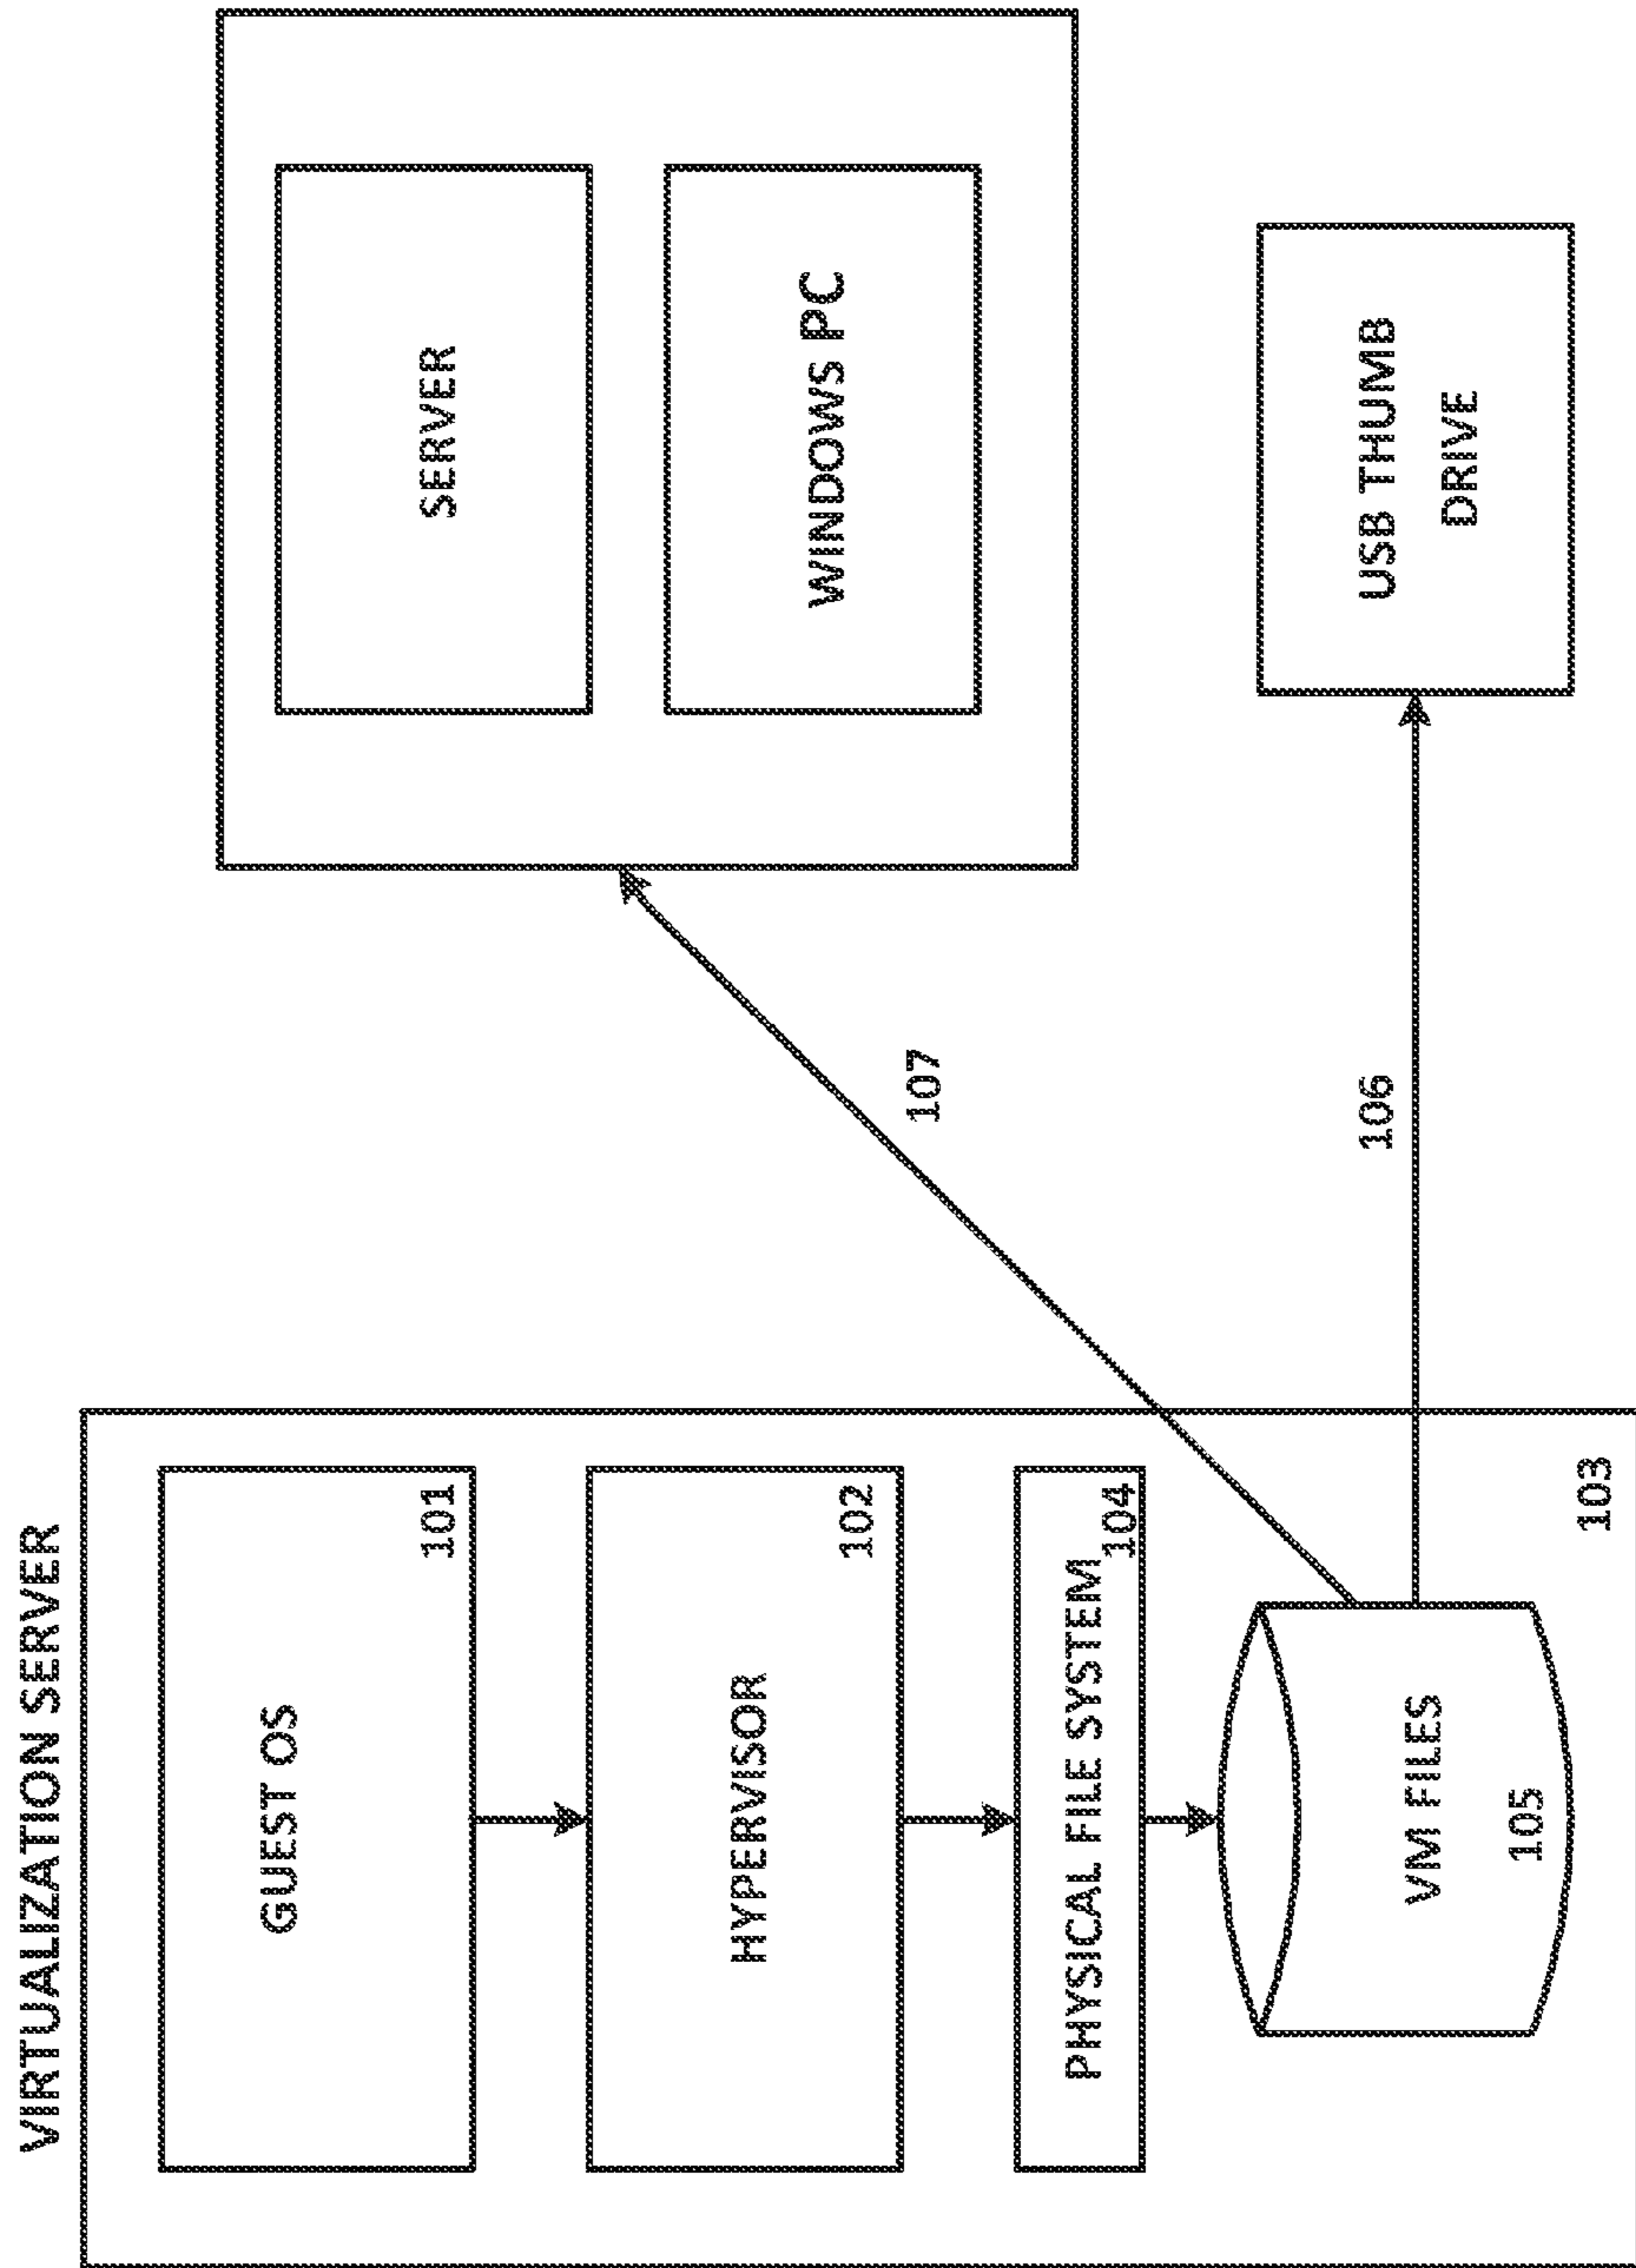 VIRTUALIZATION SERVER
GUEST OS
101
HYPERVISOR
102
PHYSICAL FILE SYSTEM
104
VM FILES
105
103
107
106
SERVER
WINDOWS PC
USB THUMB
DRIVE